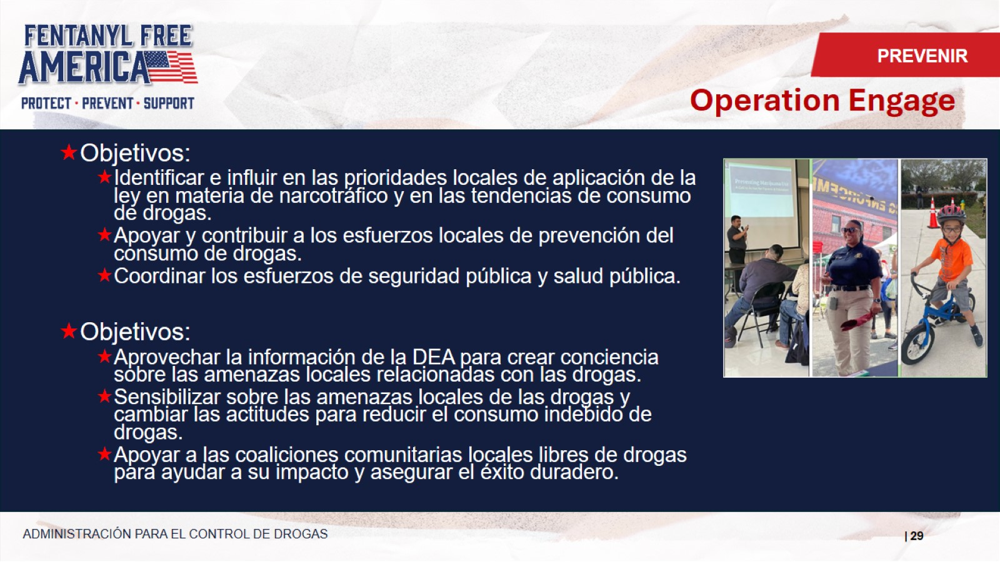 FENTANYL FREE
AMERICA
PROTECT · PREVENT · SUPPORT
PREVENIR
Operation Engage
★Objetivos:
★Identificar e influir en las prioridades locales de aplicación de la
ley en materia de narcotráfico y en las tendencias de consumo
de drogas.
★Apoyar y contribuir a los esfuerzos locales de prevención del
consumo de drogas.
★Coordinar los esfuerzos de seguridad pública y salud pública.
★Objetivos:
★Aprovechar la información de la DEA para crear conciencia
sobre las amenazas locales relacionadas con las drogas.
★Sensibilizar sobre las amenazas locales de las drogas y
cambiar las actitudes para reducir el consumo indebido de
drogas.
★Apoyar a las coaliciones comunitarias locales libres de drogas
para ayudar a su impacto y asegurar el éxito duradero.
Preventing Marijuana Use
ADMINISTRACIÓN PARA EL CONTROL DE DROGAS
| 29